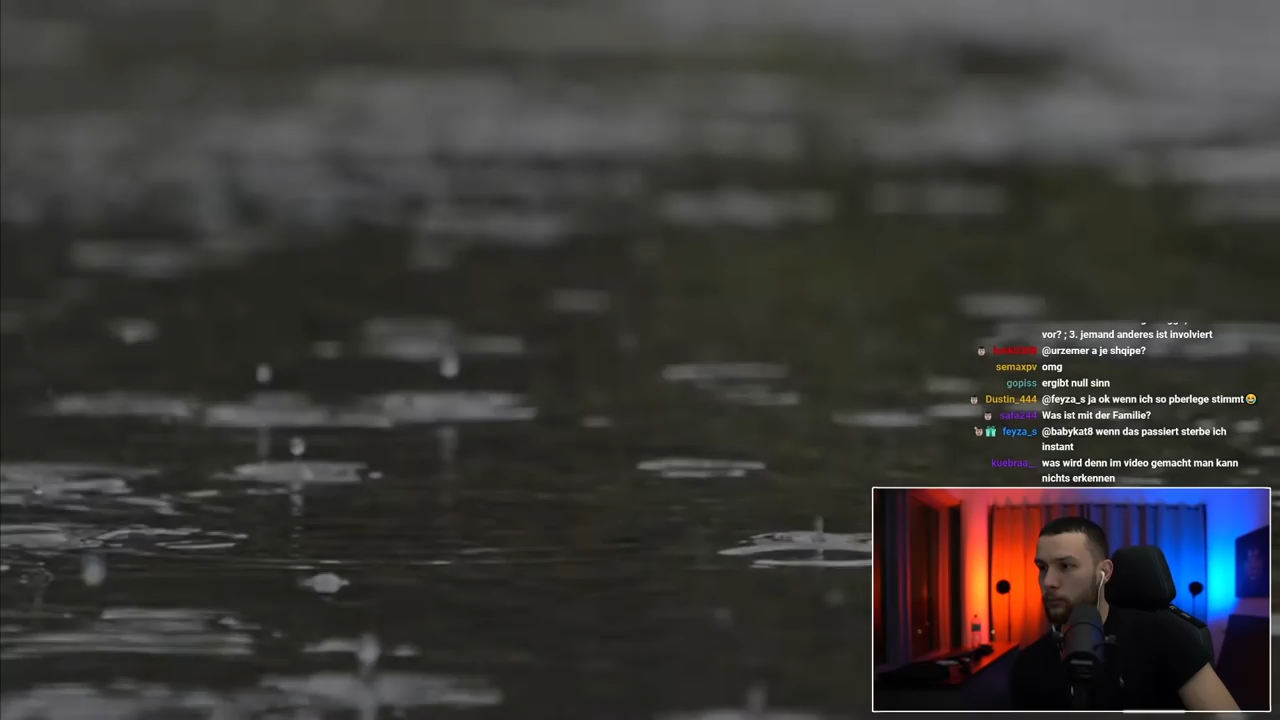 vor? ; 3. jemand anderes ist involviert
@urzemer a je shqipe?
semaxpv omg
gopiss ergibt null sinn
Dustin_444 @feyza_s ja ok wenn ich so pberlege stimmt😂
safa244 Was ist mit der Familie?
feyza_s @babykat8 wenn das passiert sterbe ich
instant
kuebraa_ was wird denn im video gemacht man kann
nichts erkennen